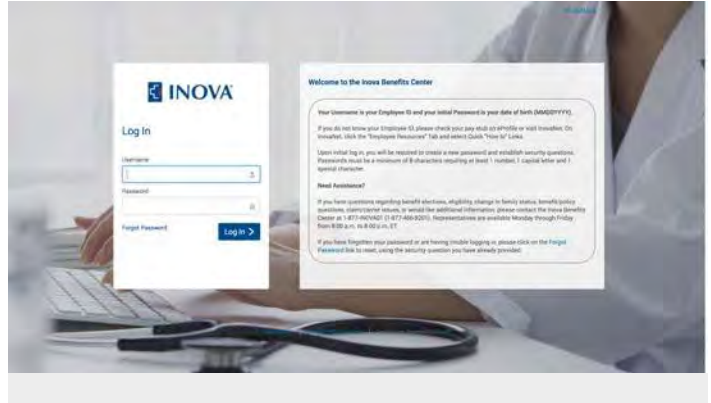 INOVA
Welcome to the Inova Benefits Center
Your Username is your Employee ID and your initial Password is your date of birth (MMDDYYYY).
Log In
If you do not know your Employee ID, please check your pay stub on eProfile or visit InovaNet. On
InovaNet, click the "Employee Resources" Tab and select Quick "How to" Links.
Upon initial log in, you will be required to create a new password and establish security questions.
Passwords must be a minimum of 8 characters requiring at least 1 number, 1 capital letter and 1
special character.
Username
Need Assistance?
Password
If you have questions regarding benefit elections, eligibility, change in family status, benefit policy
questions, claims/carrier issues, or would like additional information, please contact the Inova Benefits
Center at 1-877-INOVA01 Representatives are available Monday through Friday
from 8:00 a.m. to 8:00 p.m. ET.
Forgot Password
Log In
If you have forgotten your password or are having trouble logging in, please click on the Forgot
Password link to reset, using the security question you have already provided.